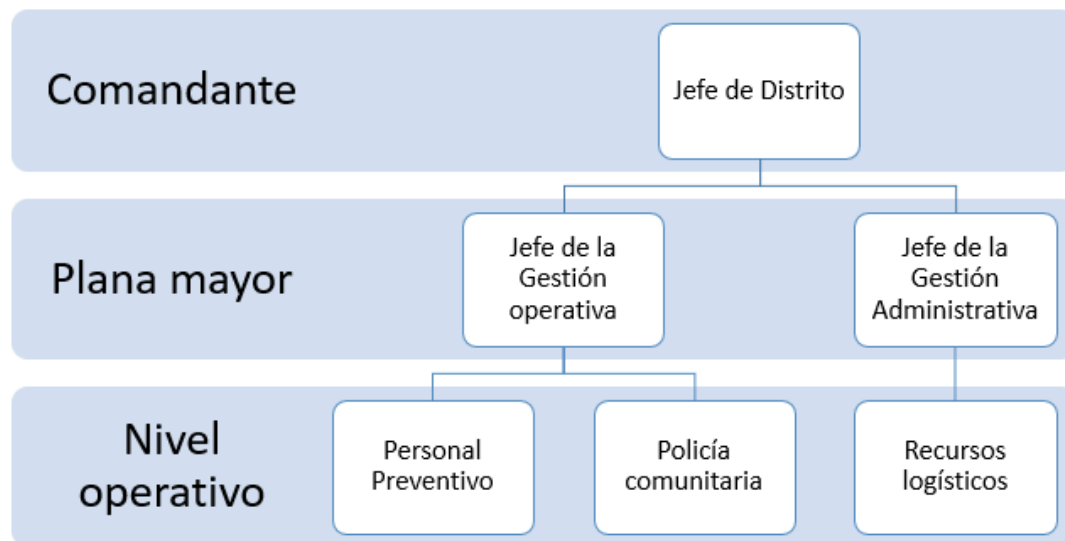 Comandante
Jefe de Distrito
Plana mayor
Jefe de la
Gestión
operativa
Jefe de la
Gestión
Administrativa
Nivel
operativo
Personal
Preventivo
Policía
comunitaria
Recursos
logísticos